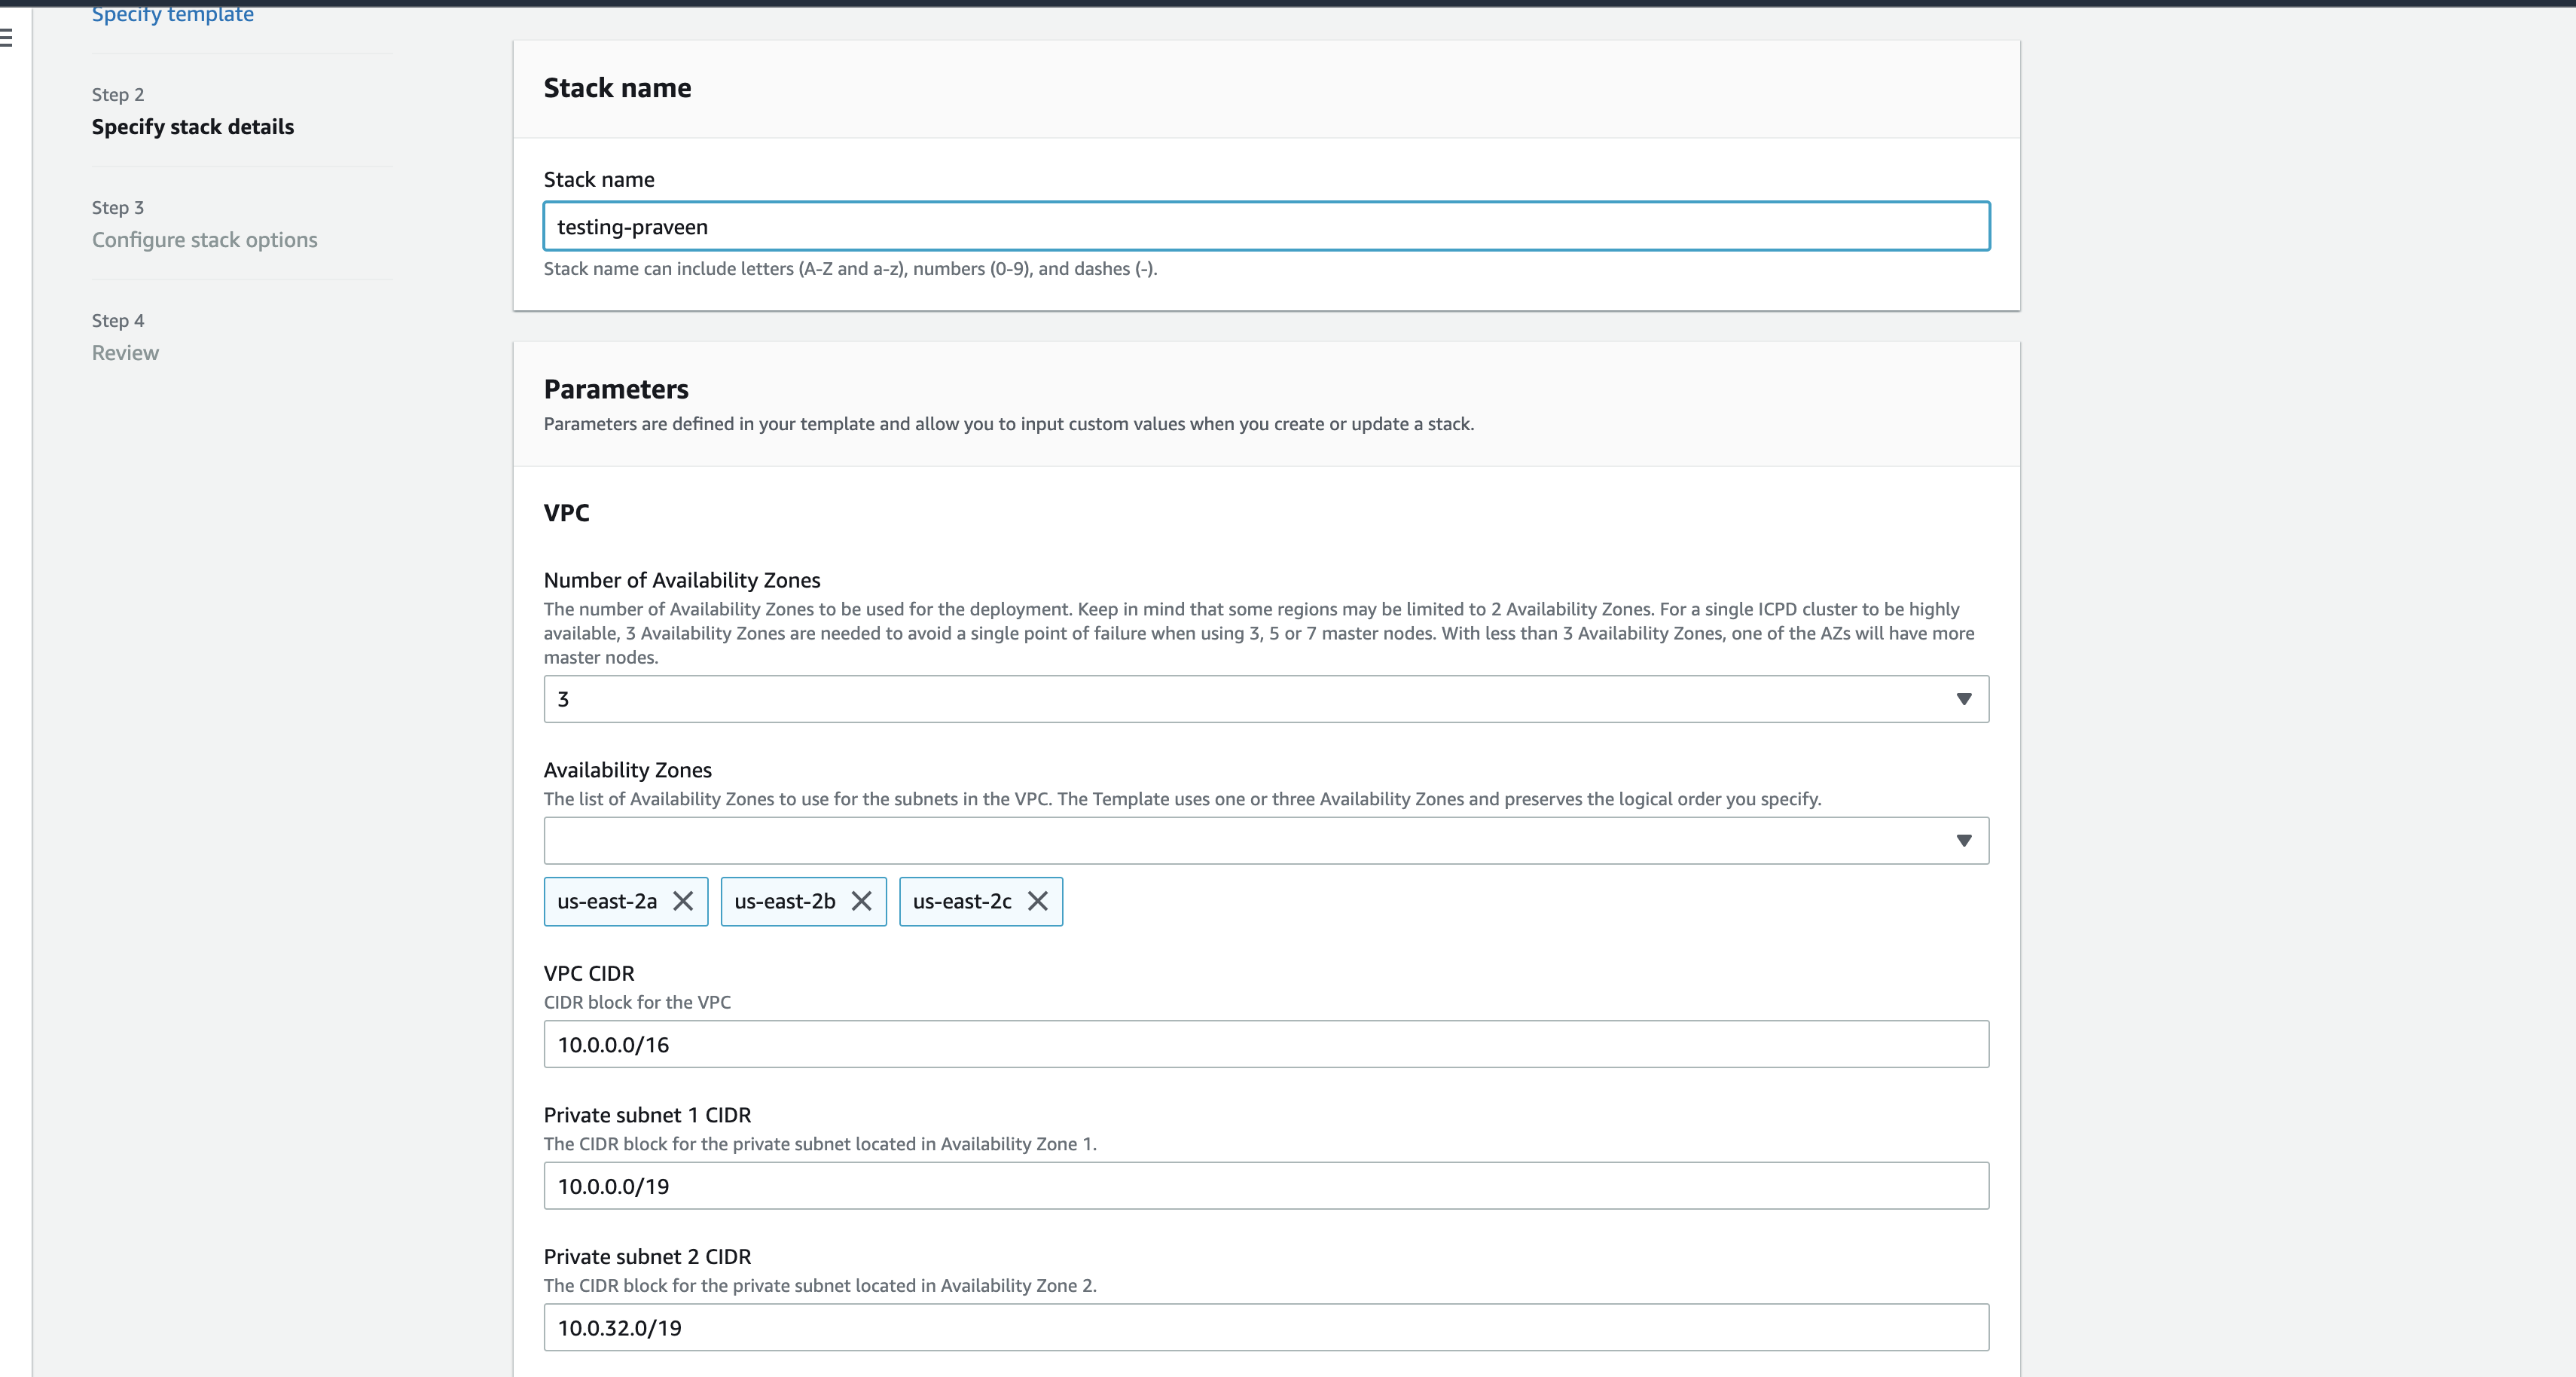 Specify template
Step 2
Specify stack details
Step 3
Configure stack options
Step 4
Review
Stack name
Stack name
testing-praveen
Stack name can include letters (A-Z and a-z), numbers (0-9), and dashes (-).
Parameters
Parameters are defined in your template and allow you to input custom values when you create or update a stack.
VPC
Number of Availability Zones
The number of Availability Zones to be used for the deployment. Keep in mind that some regions may be limited to 2 Availability Zones. For a single ICPD cluster to be highly
available, 3 Availability Zones are needed to avoid a single point of failure when using 3, 5 or 7 master nodes. With less than 3 Availability Zones, one of the AZs will have more
master nodes.
3
Availability Zones
The list of Availability Zones to use for the subnets in the VPC. The Template uses one or three Availability Zones and preserves the logical order you specify.
us-east-2a us-east-2b us-east-2c
VPC CIDR
CIDR block for the VPC
10.0.0.0/16
Private subnet 1 CIDR
The CIDR block for the private subnet located in Availability Zone 1.
10.0.0.0/19
Private subnet 2 CIDR
The CIDR block for the private subnet located in Availability Zone 2.
10.0.32.0/19